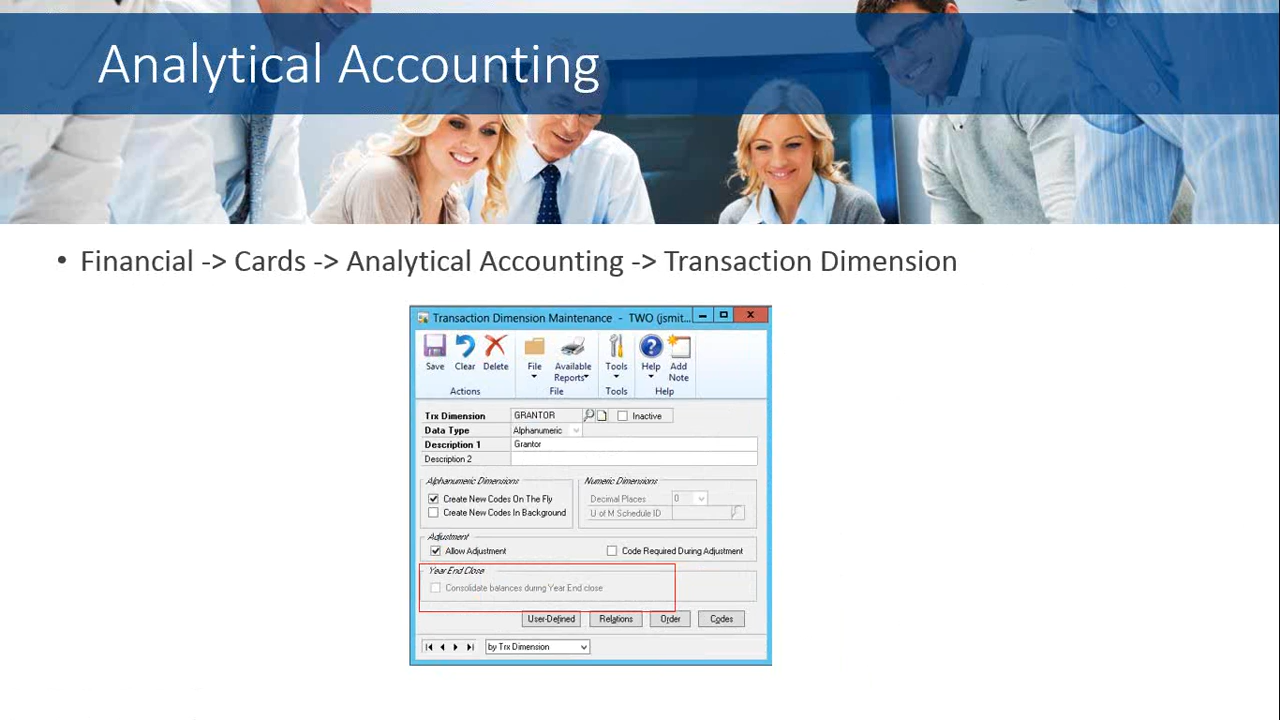 Analytical Accounting
• Financial -> Cards -> Analytical Accounting -> Transaction Dimension
Transaction Dimension Maintenance - TWO (jsmit...
Save Clear Delete File Available Reports Tools Help Add Note
Actions File Tools Help
Trx Dimension GRANTOR Inactive
Data Type Alphanumeric
Description 1 Grantor
Description 2
Alphanumeric Dimensions Numeric Dimensions
Create New Codes On The Fly Decimal Places 0
Create New Codes In Background U of M Schedule ID
Adjustment
Allow Adjustment Code Required During Adjustment
Year End Close
Consolidate balances during Year End close
User-Defined Relations Order Codes
by Trx Dimension